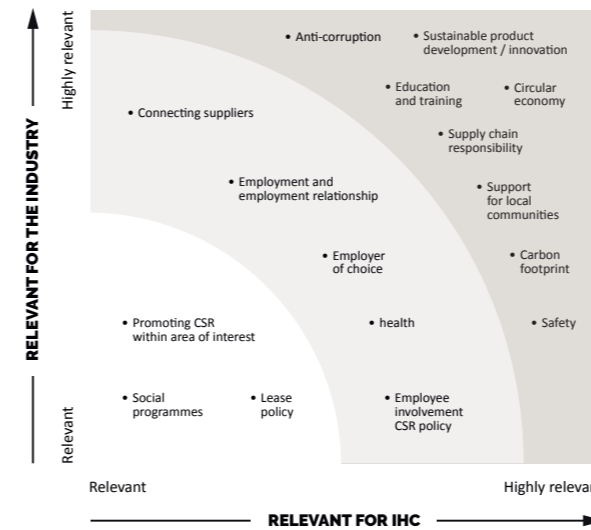 Highly relevant
RELEVANT FOR THE INDUSTRY
Relevant
• Anti-corruption
• Sustainable product
development / innovation
• Education
and training
• Circular
economy
• Connecting suppliers
• Supply chain
responsibility
• Employment and
employment relationship
• Support
for local
communities
• Employer
of choice
• Carbon
footprint
• Promoting CSR
within area of interest
• health
• Safety
• Social
programmes
• Lease
policy
• Employee
involvement
CSR policy
Relevant
Highly relevan
RELEVANT FOR IHC